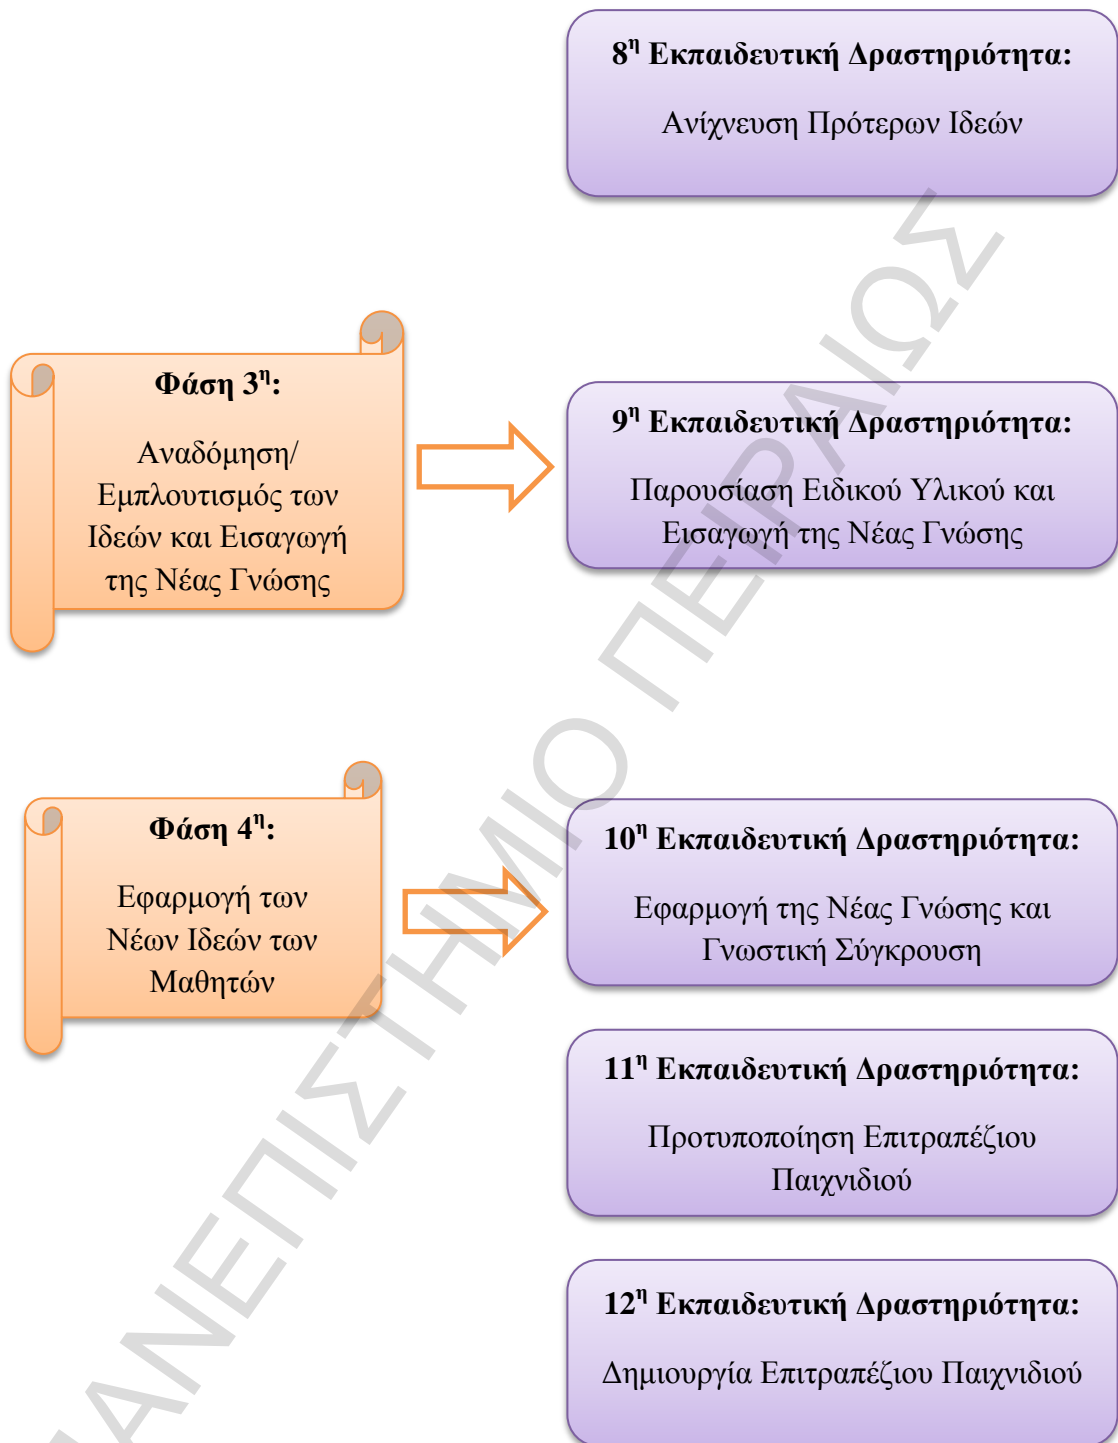 8η Εκπαιδευτική Δραστηριότητα:
Ανίχνευση Πρότερων Ιδεών
Φάση 3η:
Αναδόμηση/
Εμπλουτισμός των
Ιδεών και Εισαγωγή
της Νέας Γνώσης
9η Εκπαιδευτική Δραστηριότητα:
Παρουσίαση Ειδικού Υλικού και
Εισαγωγή της Νέας Γνώσης
Φάση 4η:
Εφαρμογή των
Νέων Ιδεών των
Μαθητών
10η Εκπαιδευτική Δραστηριότητα:
Εφαρμογή της Νέας Γνώσης και
Γνωστική Σύγκρουση
11η Εκπαιδευτική Δραστηριότητα:
Προτυποποίηση Επιτραπέζιου
Παιχνιδιού
12η Εκπαιδευτική Δραστηριότητα:
Δημιουργία Επιτραπέζιου Παιχνιδιού
ΑΝΕΠΙΣΤΗΜΙΟ ΠΕΙΡΑΙΩΣ